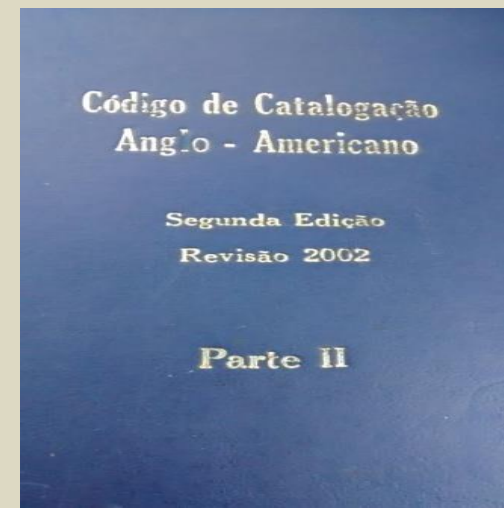 Código de Catalogação
Anglo - Americano
Segunda Edição
Revisão 2002
Parte II